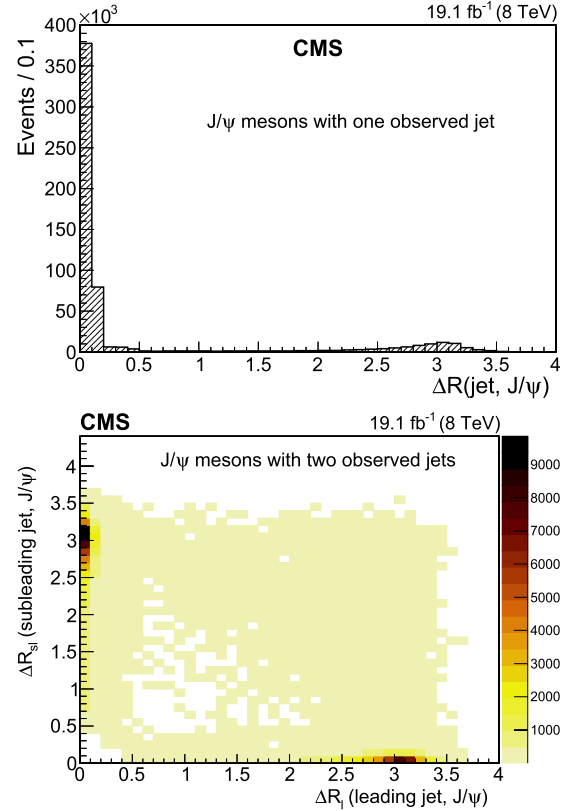 ×10³ 19.1 fb⁻¹ (8 TeV)
400
350
300
250
200
150
100
50
0
Events / 0.1
CMS
J/ψ mesons with one observed jet
0.5 1 1.5 2 2.5 3 3.5 4
ΔR(jet, J/ψ)
CMS 19.1 fb⁻¹ (8 TeV)
J/ψ mesons with two observed jets
4
3.5
3
2.5
2
1.5
1
0.5
0
ΔR_sl (subleading jet, J/ψ)
9000
8000
7000
6000
5000
4000
3000
2000
1000
0 0.5 1 1.5 2 2.5 3 3.5 4
ΔR_l (leading jet, J/ψ)